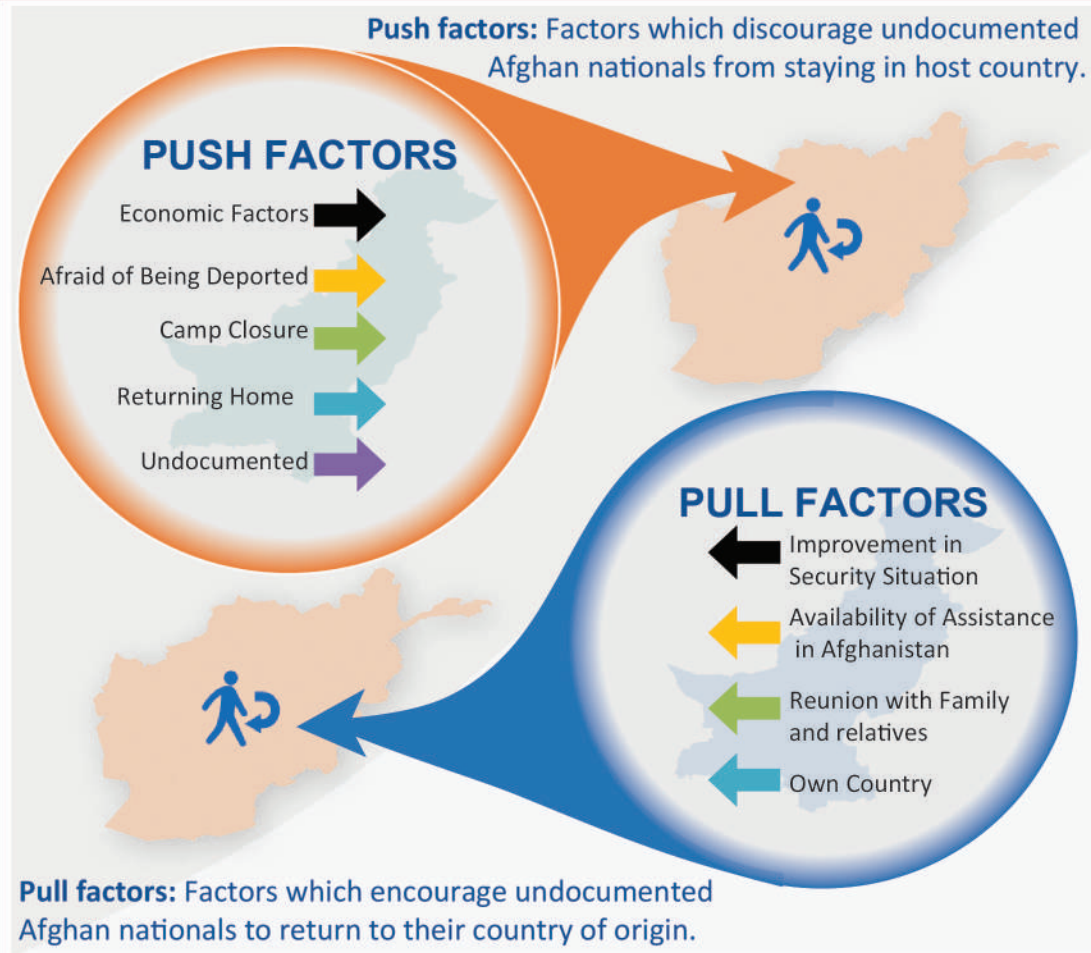 Push factors: Factors which discourage undocumented
Afghan nationals from staying in host country.
PUSH FACTORS
Economic Factors
Afraid of Being Deported
Camp Closure
Returning Home
Undocumented
PULL FACTORS
Improvement in
Security Situation
Availability of Assistance
in Afghanistan
Reunion with Family
and relatives
Own Country
Pull factors: Factors which encourage undocumented
Afghan nationals to return to their country of origin.